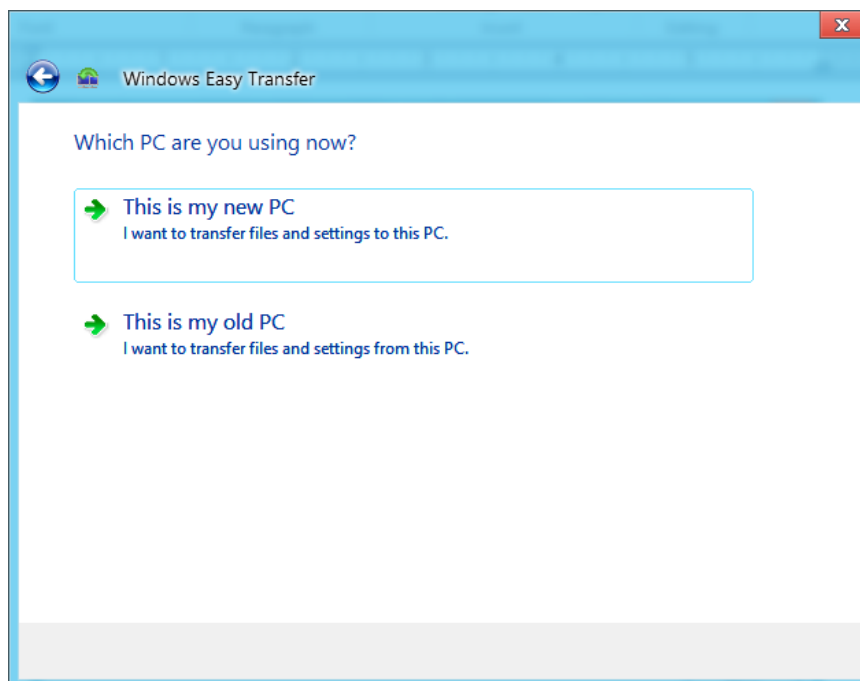 Windows Easy Transfer
Which PC are you using now?
This is my new PC
I want to transfer files and settings to this PC.
This is my old PC
I want to transfer files and settings from this PC.